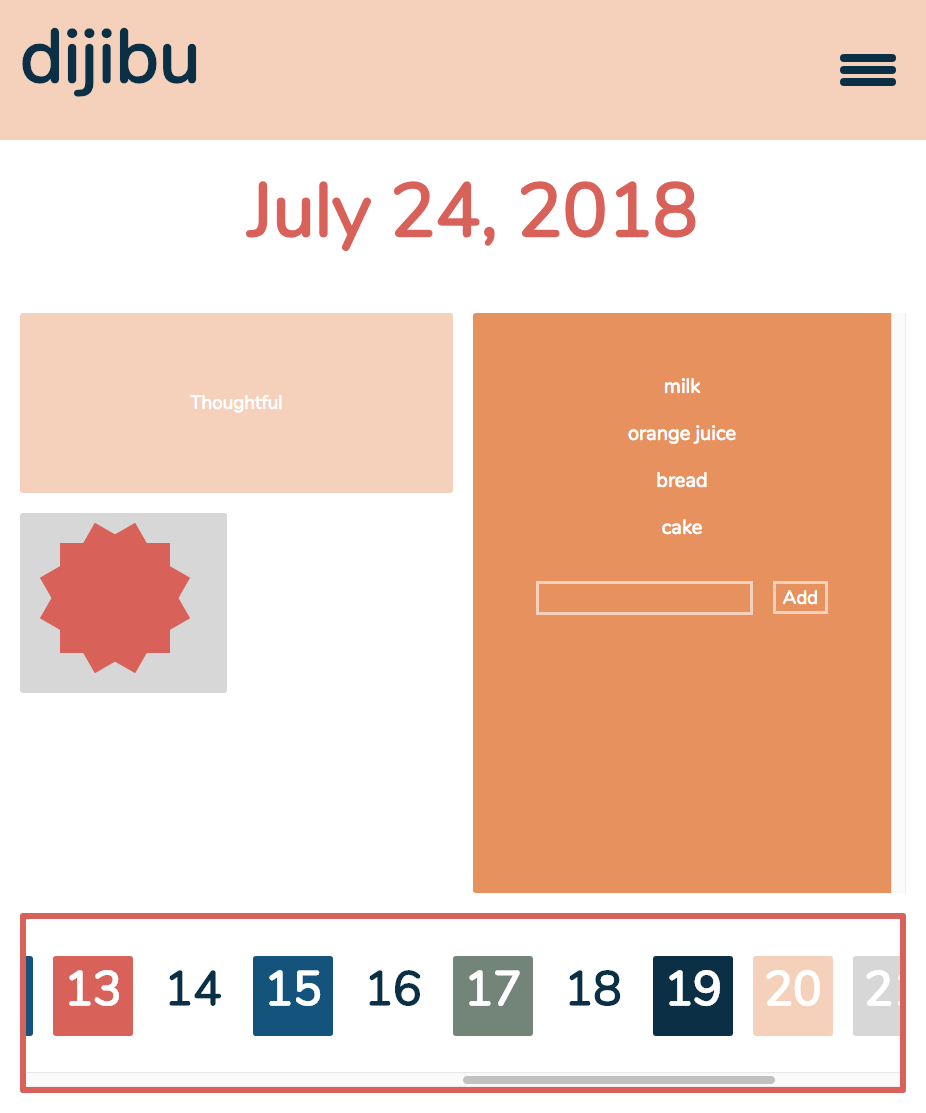 dijibu
July 24, 2018
Thoughtful
milk
orange juice
bread
cake
Add
13 14 15 16 17 18 19 20 21